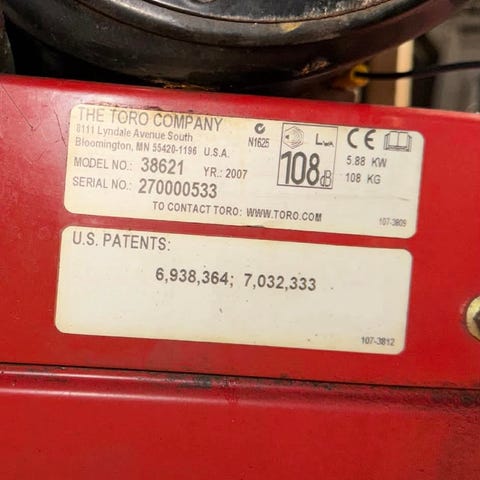 THE TORO COMPANY
8111 Lyndale Avenue South
Bloomington, MN 55420-1196 U.S.A.
MODEL NO.: 38621 YR.: 2007
SERIAL NO.: 270000533
N1625
LWA
108dB
CE
5.88 KW
108 KG
TO CONTACT TORO: WWW.TORO.COM
107-3809
U.S. PATENTS:
6,938,364; 7,032,333
107-3812